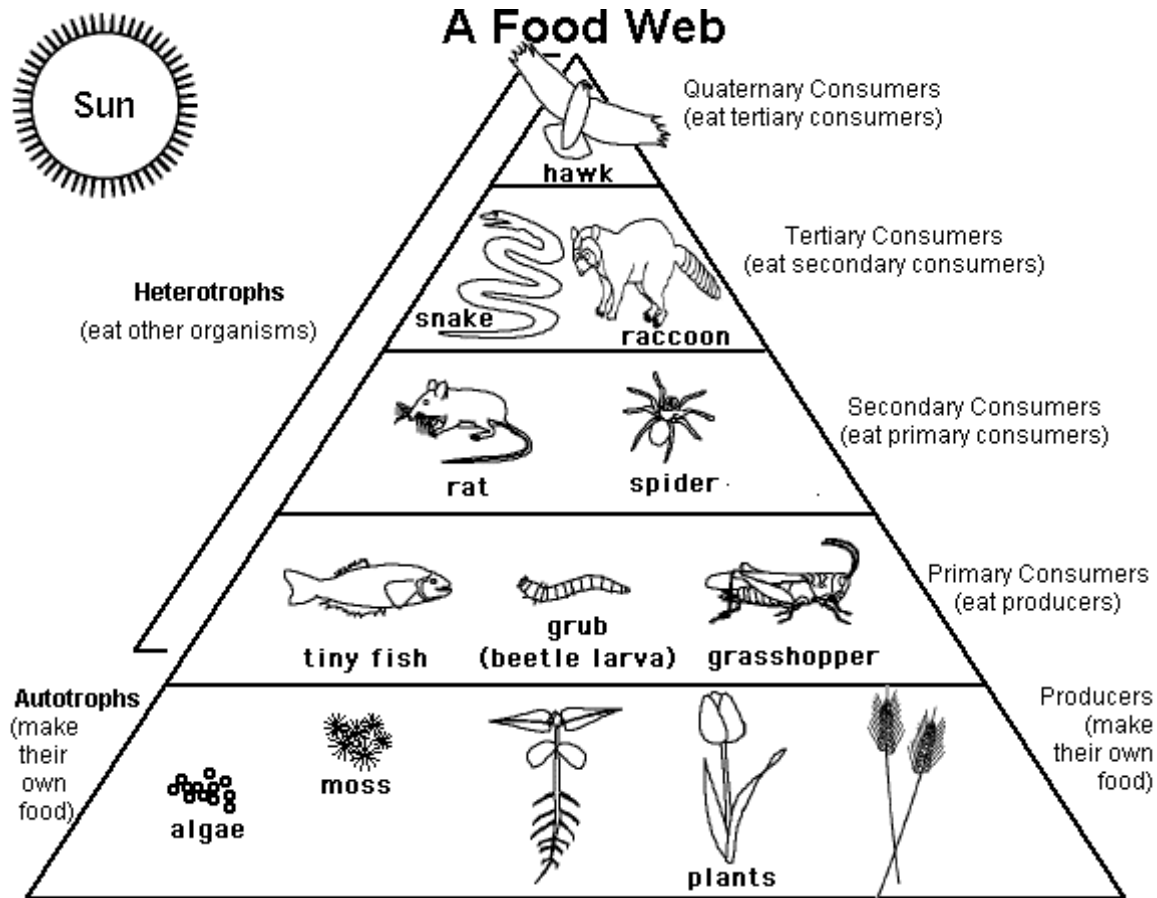 A Food Web
Sun
Quaternary Consumers
(eat tertiary consumers)
hawk
Tertiary Consumers
(eat secondary consumers)
Heterotrophs
(eat other organisms)
snake
raccoon
Secondary Consumers
(eat primary consumers)
rat
spider
Primary Consumers
(eat producers)
tiny fish
grub
(beetle larva)
grasshopper
Autotrophs
(make
their
own
food)
Producers
(make
their own
food)
algae
moss
plants